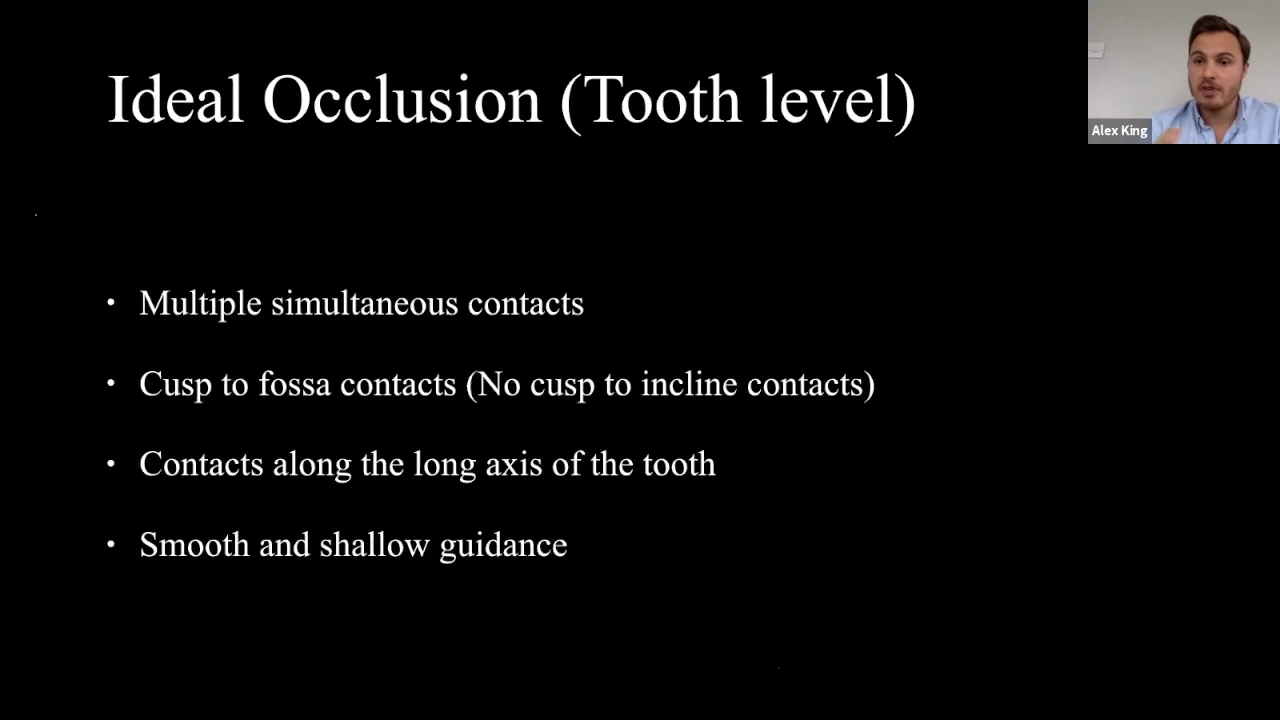 Ideal Occlusion (Tooth level)
Alex King
• Multiple simultaneous contacts
• Cusp to fossa contacts (No cusp to incline contacts)
• Contacts along the long axis of the tooth
• Smooth and shallow guidance